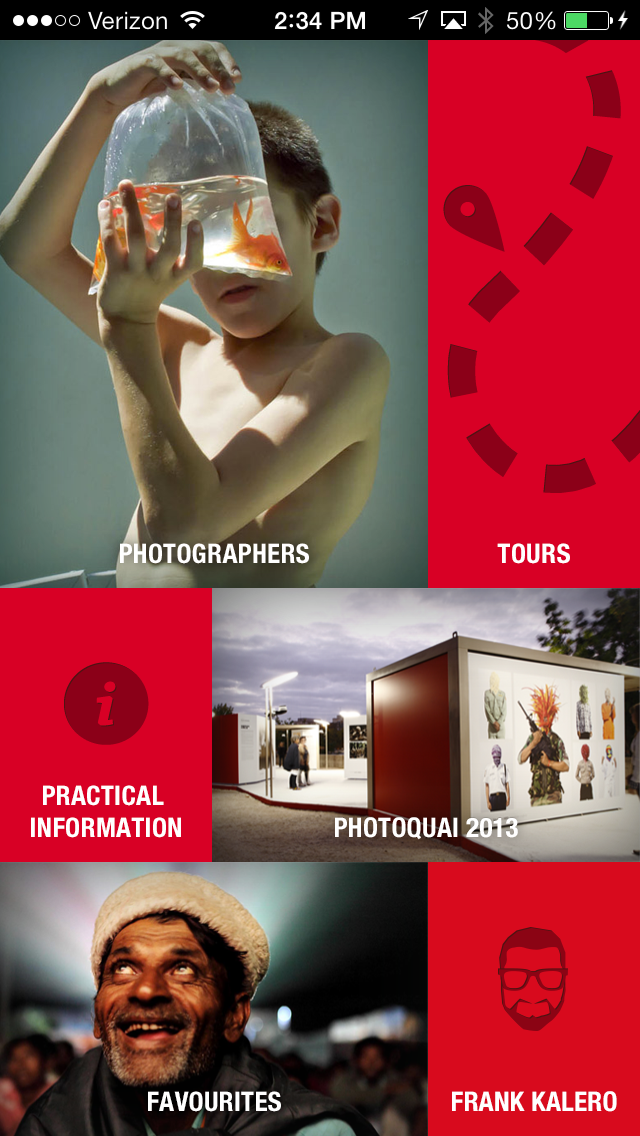 Verizon 2:34 PM 50%
PHOTOGRAPHERS
TOURS
i
PRACTICAL
INFORMATION
PHOTOQUAI 2013
FAVOURITES
FRANK KALERO